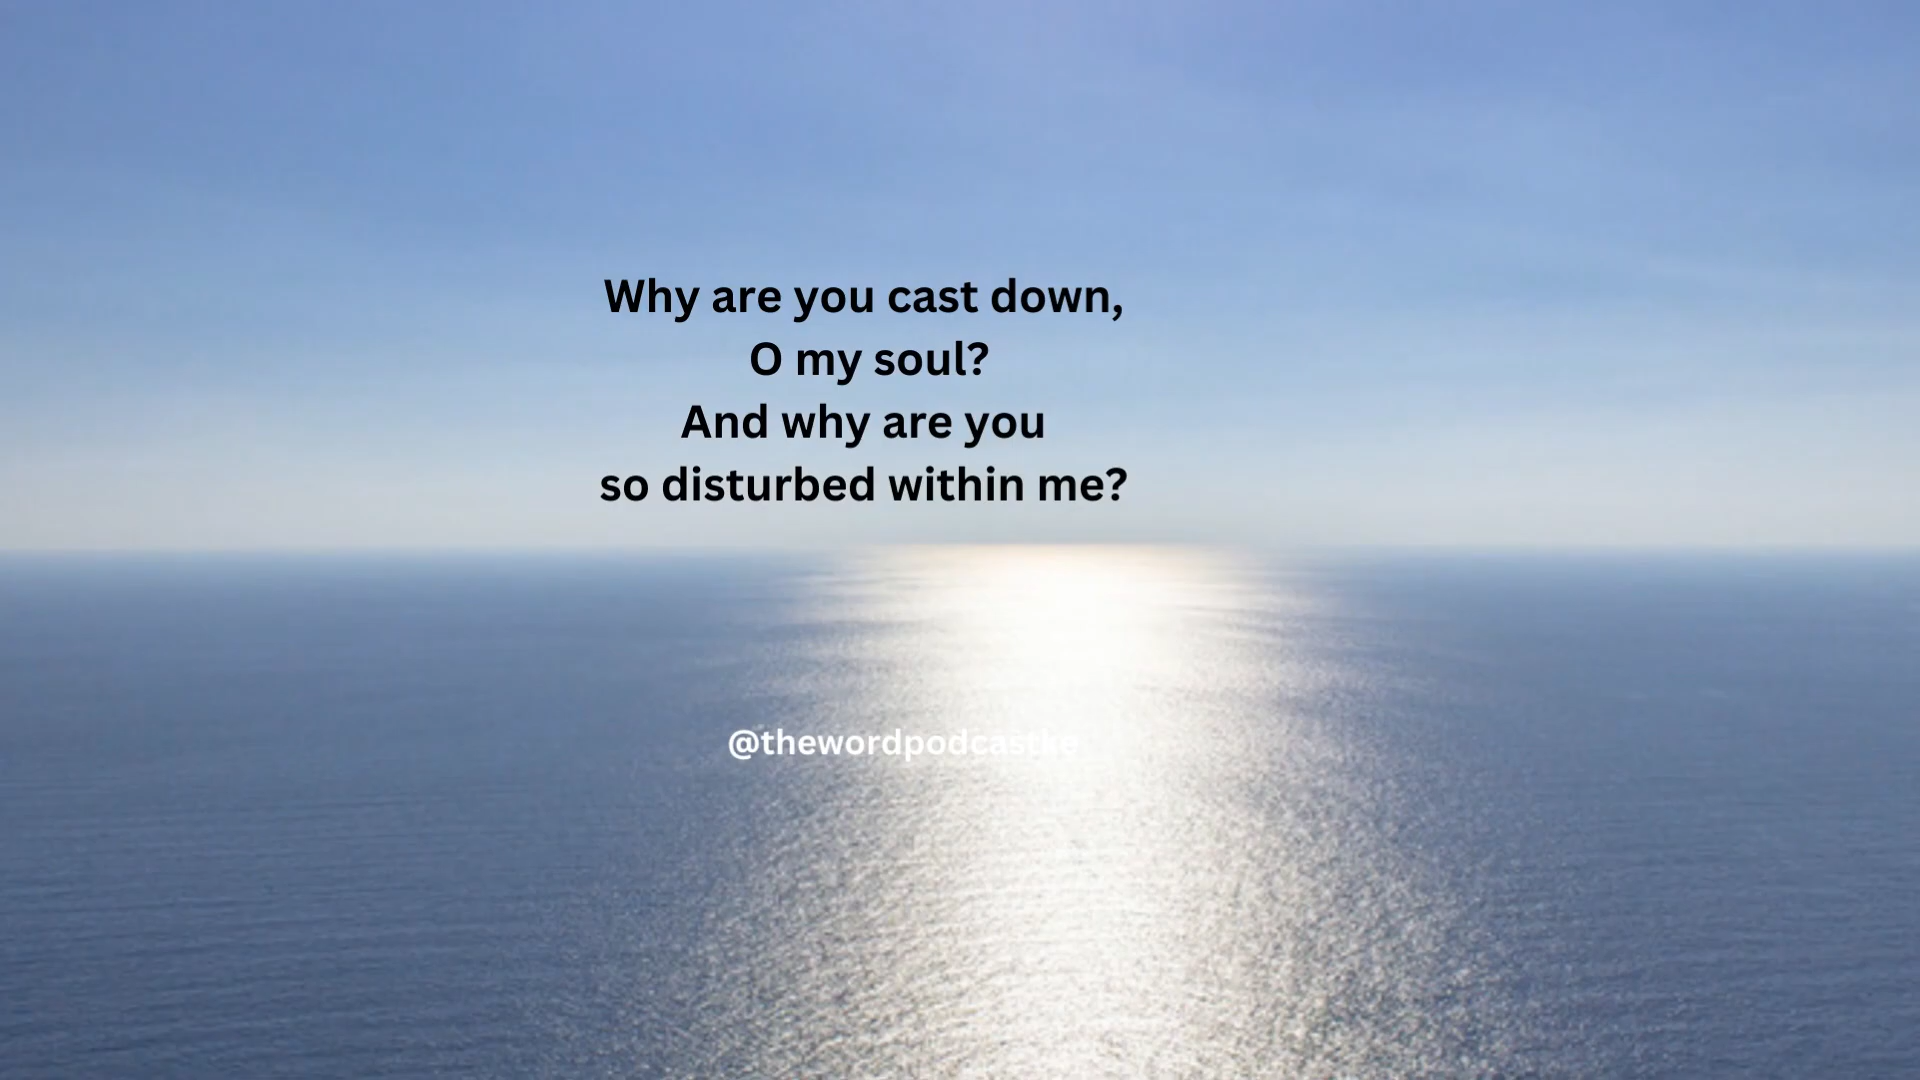 Why are you cast down,
O my soul?
And why are you
so disturbed within me?
@thewordpodcastke